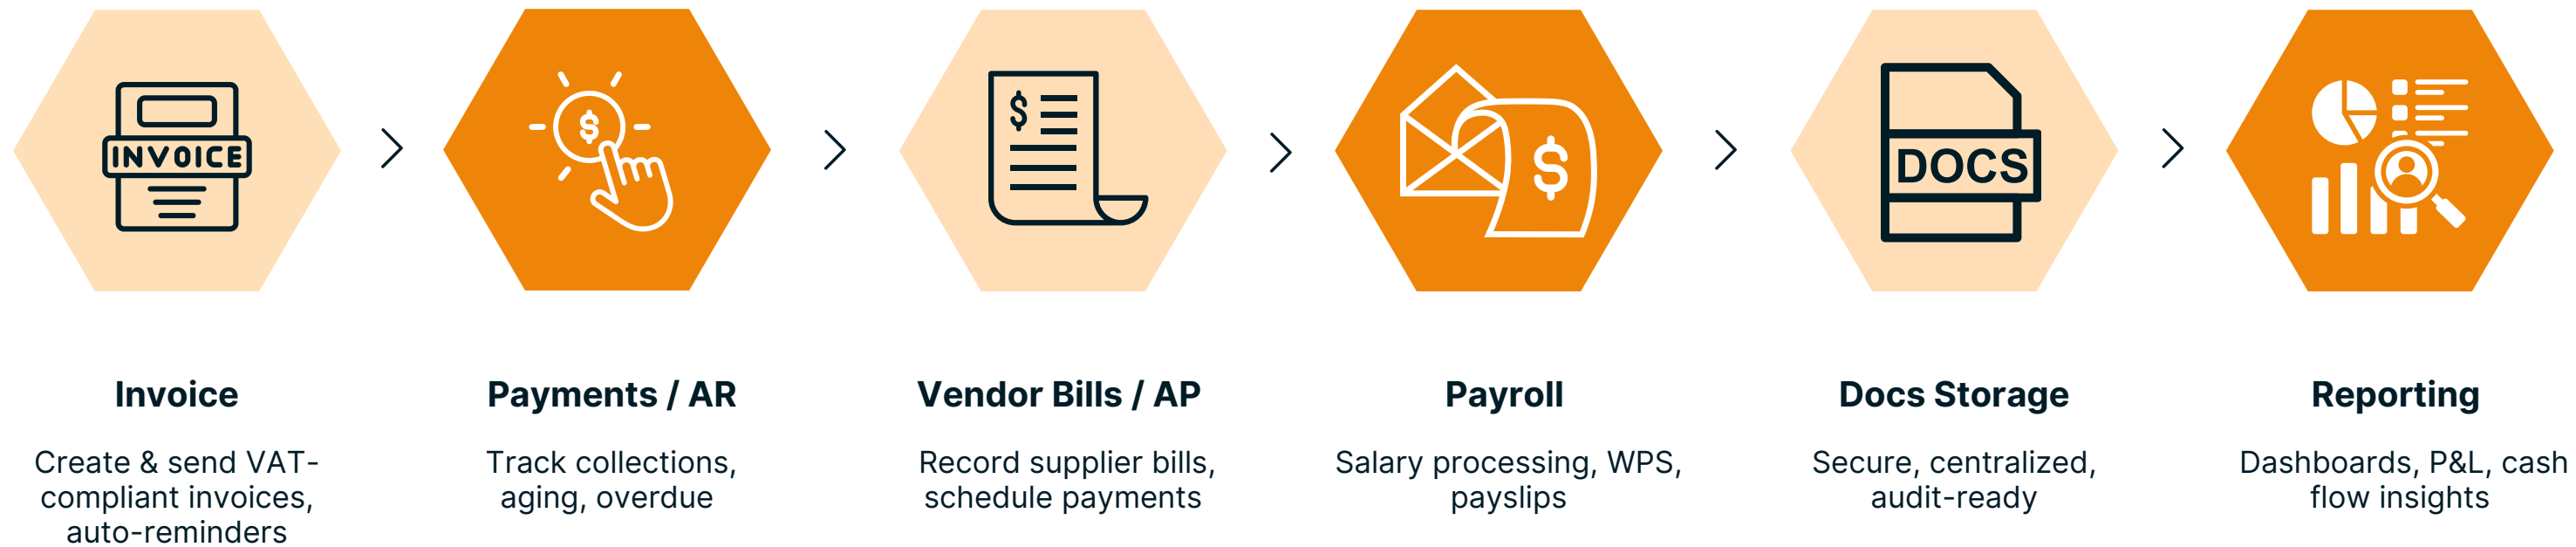 INVOICE
$
$
$
DOCS
Invoice
Create & send VAT-
compliant invoices,
auto-reminders
Payments / AR
Track collections,
aging, overdue
Vendor Bills / AP
Record supplier bills,
schedule payments
Payroll
Salary processing, WPS,
payslips
Docs Storage
Secure, centralized,
audit-ready
Reporting
Dashboards, P&L, cash
flow insights